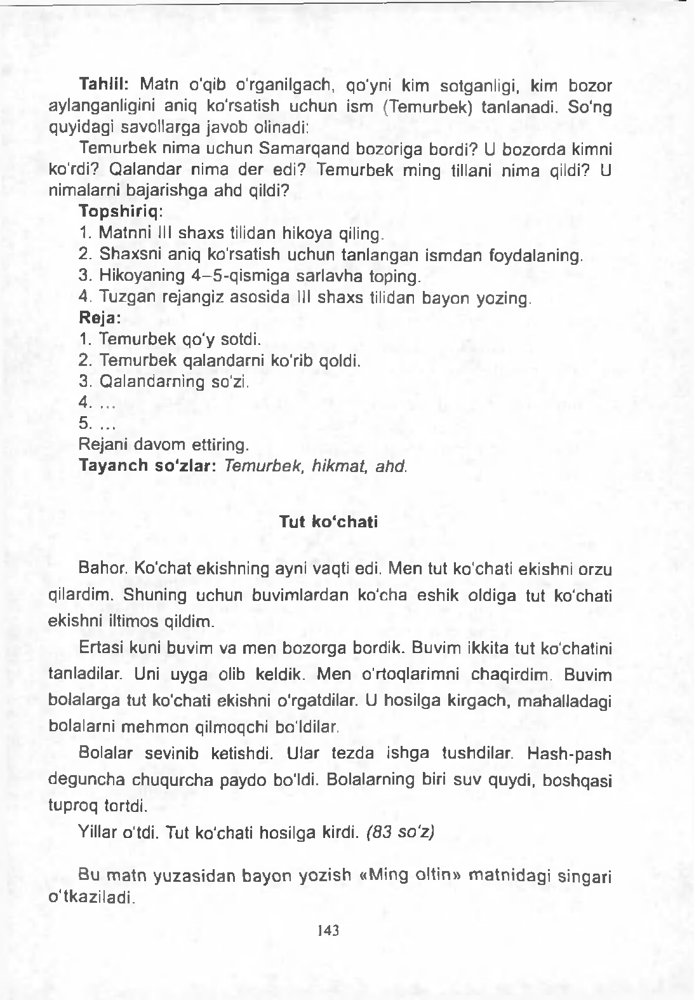 Tahlil: Matn o'qib o'rganilgach, qo'yni kim sotganligi, kim bozor
aylanganligini aniq ko'rsatish uchun ism (Temurbek) tanlanadi. So'ng
quyidagi savollarga javob olinadi:
Temurbek nima uchun Samarqand bozoriga bordi? U bozorda kimni
ko'rdi? Qalandar nima der edi? Temurbek ming tillani nima qildi? U
nimalarni bajarishga ahd qildi?
Topshiriq:
1. Matnni III shaxs tilidan hikoya qiling.
2. Shaxsni aniq ko'rsatish uchun tanlangan ismdan foydalaning.
3. Hikoyaning 4–5-qismiga sarlavha toping.
4. Tuzgan rejangiz asosida III shaxs tilidan bayon yozing.
Reja:
1. Temurbek qo'y sotdi.
2. Temurbek qalandarni ko'rib qoldi.
3. Qalandarning so'zi.
4. ...
5. ...
Rejani davom ettiring.
Tayanch so'zlar: Temurbek, hikmat, ahd.
Tut ko'chati
Bahor. Ko'chat ekishning ayni vaqti edi. Men tut ko'chati ekishni orzu
qilardim. Shuning uchun buvimlardan ko'cha eshik oldiga tut ko'chati
ekishni iltimos qildim.
Ertasi kuni buvim va men bozorga bordik. Buvim ikkita tut ko'chatini
tanladilar. Uni uyga olib keldik. Men o'rtoqlarimni chaqirdim. Buvim
bolalarga tut ko'chati ekishni o'rgatdilar. U hosilga kirgach, mahalladagi
bolalarni mehmon qilmoqchi bo'ldilar.
Bolalar sevinib ketishdi. Ular tezda ishga tushdilar. Hash-pash
deguncha chuqurcha paydo bo'ldi. Bolalarning biri suv quydi, boshqasi
tuproq tortdi.
Yillar o'tdi. Tut ko'chati hosilga kirdi. (83 so'z)
Bu matn yuzasidan bayon yozish «Ming oltin» matnidagi singari
o'tkaziladi.
143